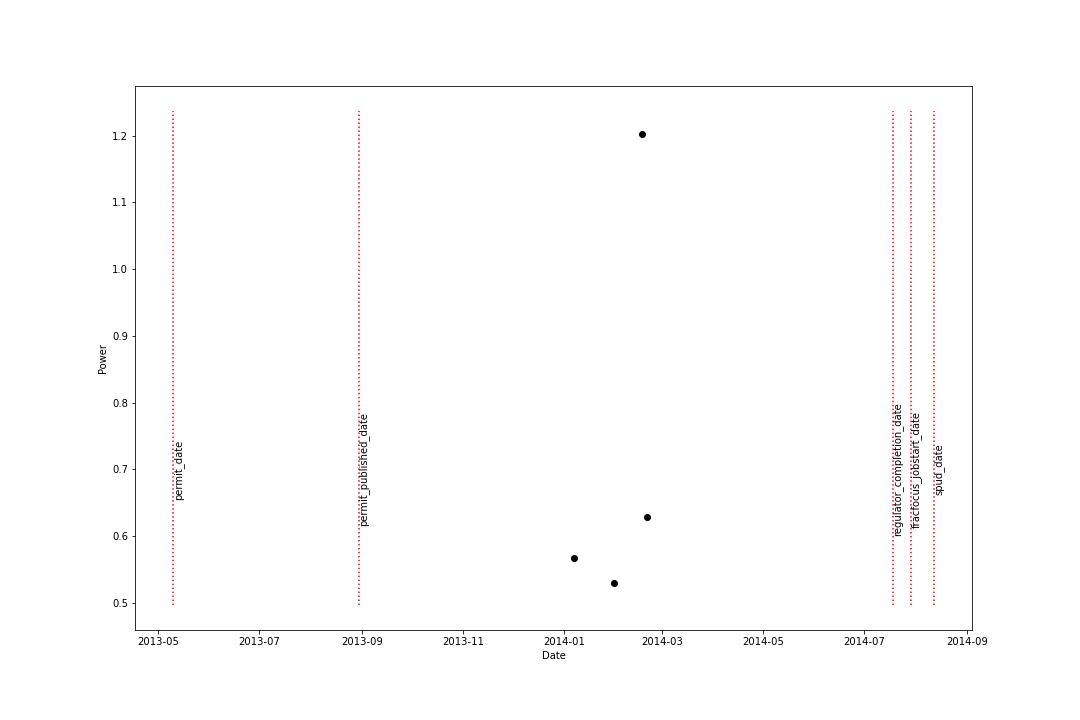 1.2
1.1
1.0
0.9
0.8
0.7
0.6
0.5
Power
permit_date
permit_published_date
regulator_completion_date
fracfocus_jobstart_date
spud_date
2013-05 2013-07 2013-09 2013-11 2014-01 2014-03 2014-05 2014-07 2014-09
Date